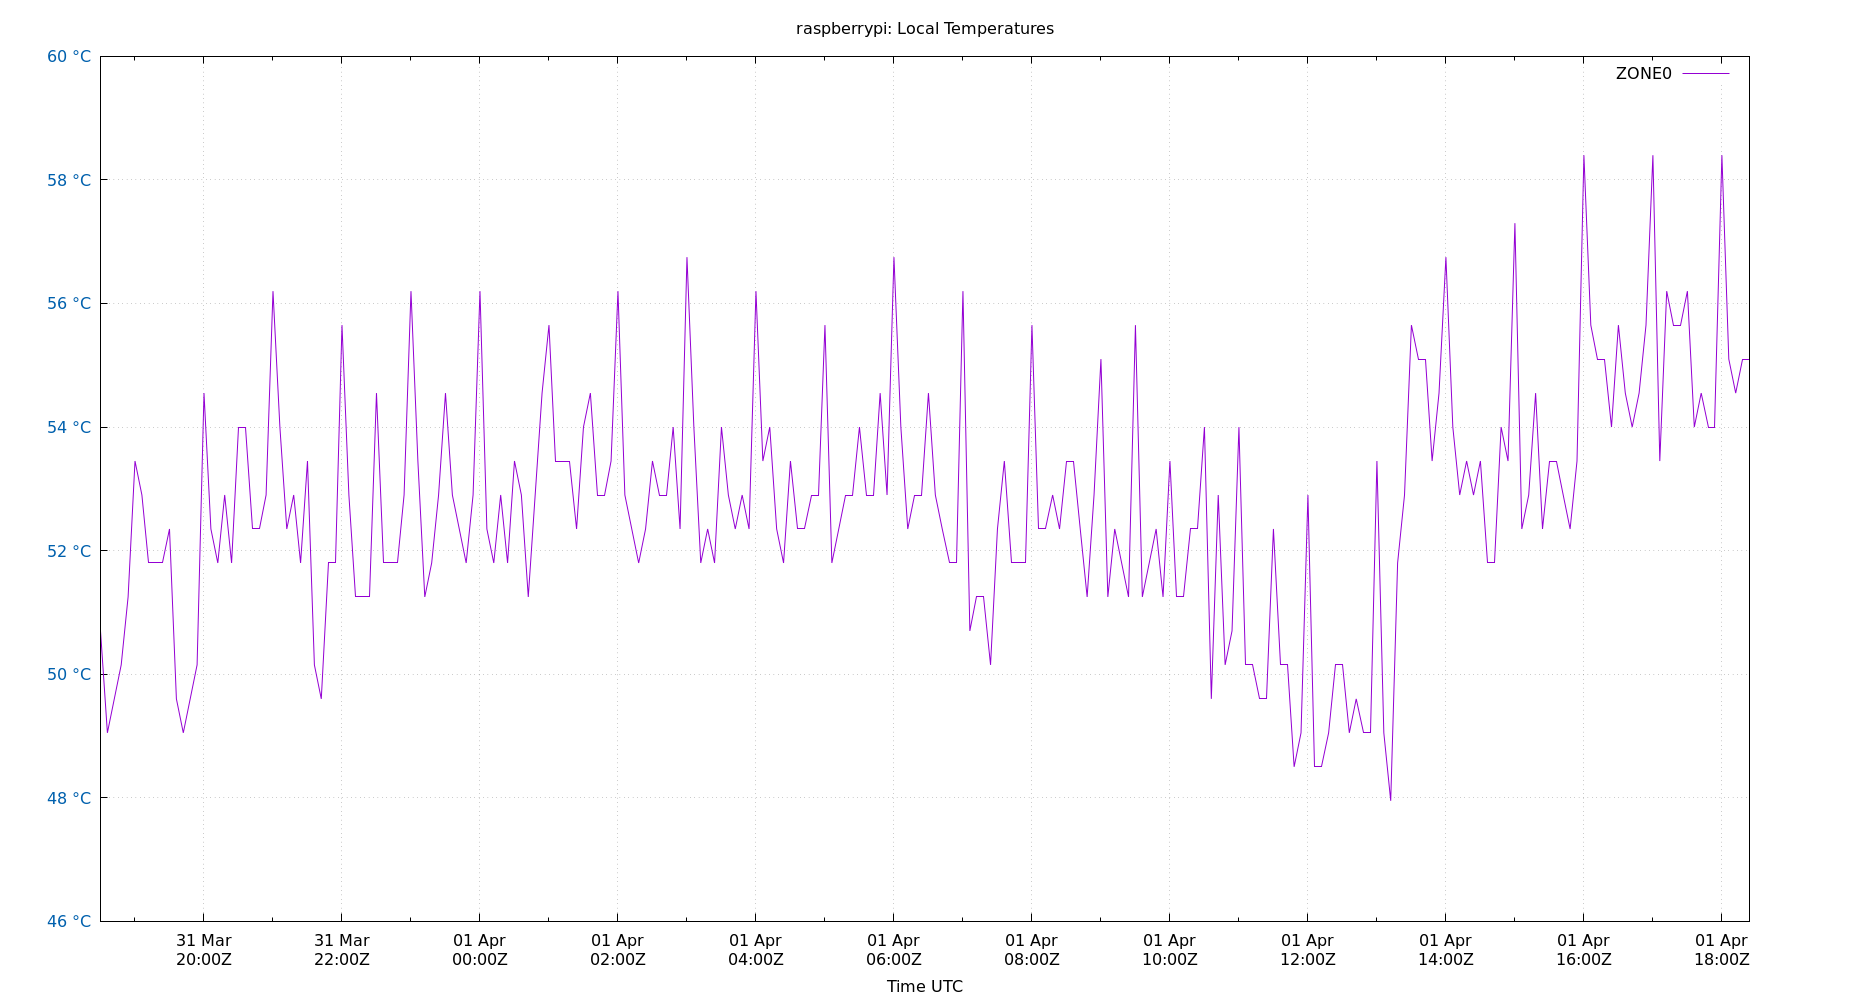 raspberrypi: Local Temperatures
60 °C
ZONE0
58 °C
56 °C
54 °C
52 °C
50 °C
48 °C
46 °C
31 Mar 31 Mar 01 Apr 01 Apr 01 Apr 01 Apr 01 Apr 01 Apr 01 Apr 01 Apr 01 Apr 01 Apr
20:00Z 22:00Z 00:00Z 02:00Z 04:00Z 06:00Z 08:00Z 10:00Z 12:00Z 14:00Z 16:00Z 18:00Z
Time UTC